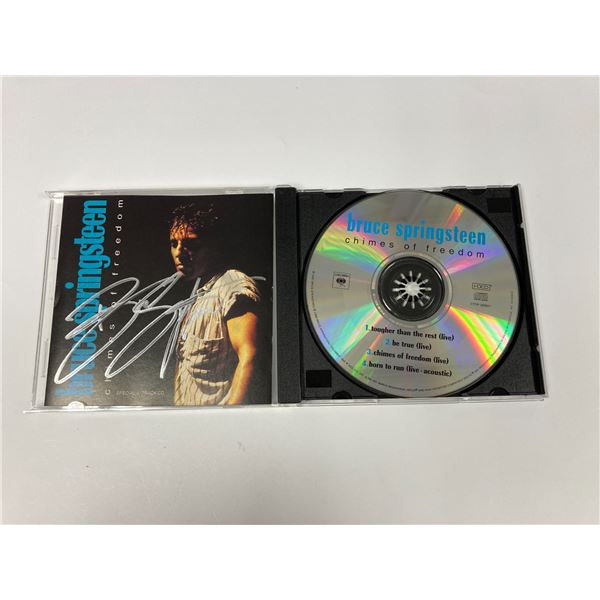 bruce springsteen
chimes of freedom
SPECIAL 4 TRACK CD
bruce springsteen
chimes of freedom
1.tougher than the rest (live)
2.be true (live)
3.chimes of freedom (live)
4.born to run (live - acoustic)